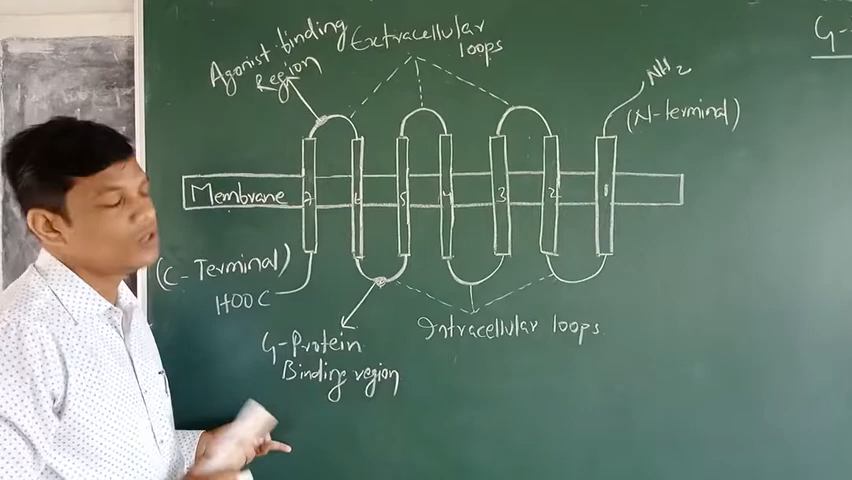 Agonist binding
Region
Extracellular
loops
G-
NH2
(N-terminal)
Membrane
7
6
5
4
3
2
1
(C-Terminal)
HOOC
G-Protein
Binding region
Intracellular loops